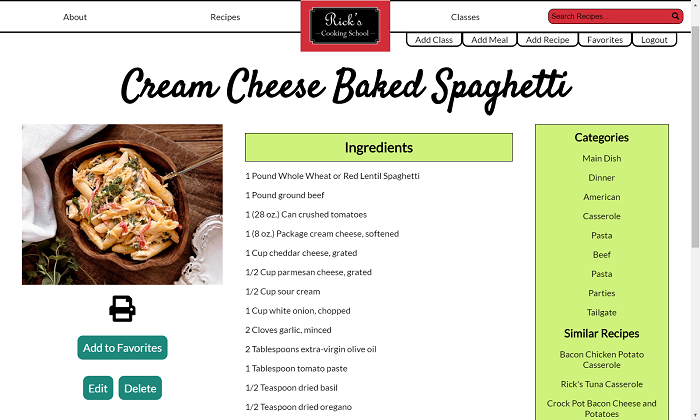 About
Recipes
Rick's
Cooking School
Classes
Search Recipes...
Add Class
Add Meal
Add Recipe
Favorites
Logout
Cream Cheese Baked Spaghetti
Add to Favorites
Edit
Delete
Ingredients
1 Pound Whole Wheat or Red Lentil Spaghetti
1 Pound ground beef
1 (28 oz.) Can crushed tomatoes
1 (8 oz.) Package cream cheese, softened
1 Cup cheddar cheese, grated
1/2 Cup parmesan cheese, grated
1/2 Cup sour cream
1 Cup white onion, chopped
2 Cloves garlic, minced
2 Tablespoons extra-virgin olive oil
1 Tablespoon tomato paste
1/2 Teaspoon dried basil
1/2 Teaspoon dried oregano
Categories
Main Dish
Dinner
American
Casserole
Pasta
Beef
Pasta
Parties
Tailgate
Similar Recipes
Bacon Chicken Potato
Casserole
Rick's Tuna Casserole
Crock Pot Bacon Cheese and
Potatoes